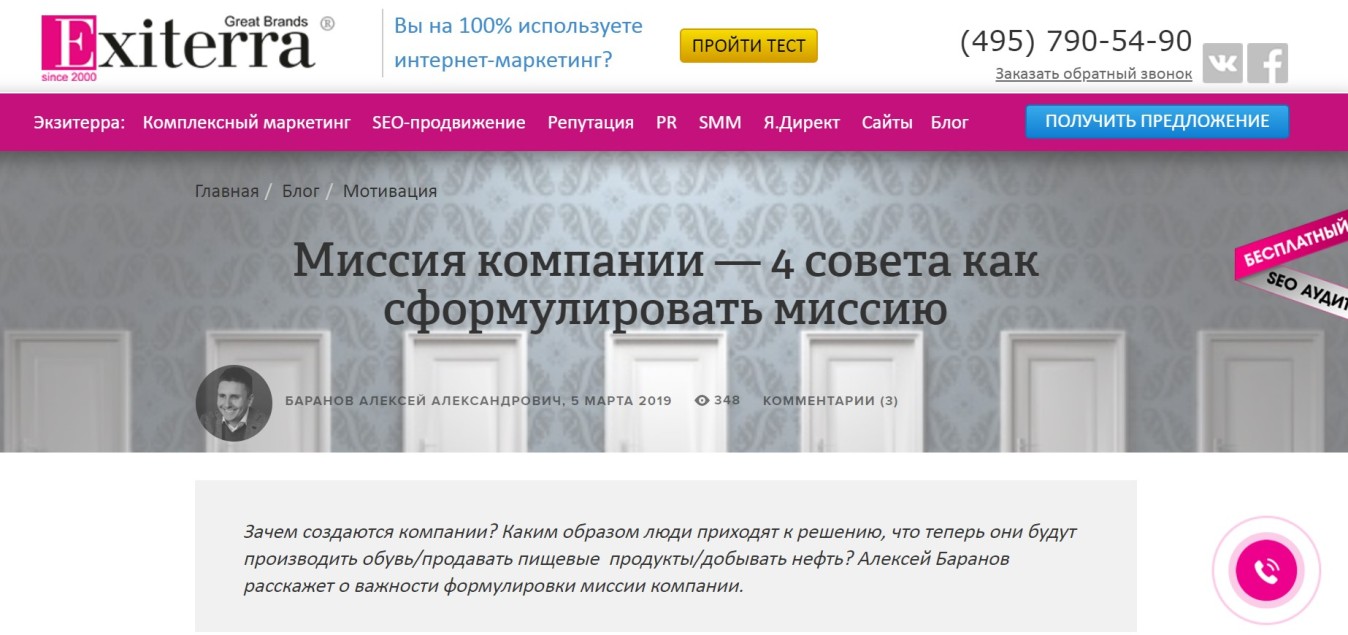 Exiterra
Great Brands ®
since 2000
Вы на 100% используете
интернет-маркетинг?
ПРОЙТИ ТЕСТ
(495) 790-54-90
Заказать обратный звонок
Экзитерра: Комплексный маркетинг SEO-продвижение Репутация PR SMM Я.Директ Сайты Блог
ПОЛУЧИТЬ ПРЕДЛОЖЕНИЕ
Главная / Блог / Мотивация
Миссия компании — 4 совета как
сформулировать миссию
БЕСПЛАТНЫЙ
SEO АУДИТ
БАРАНОВ АЛЕКСЕЙ АЛЕКСАНДРОВИЧ, 5 МАРТА 2019 348 КОММЕНТАРИИ (3)
Зачем создаются компании? Каким образом люди приходят к решению, что теперь они будут
производить обувь/продавать пищевые продукты/добывать нефть? Алексей Баранов
расскажет о важности формулировки миссии компании.